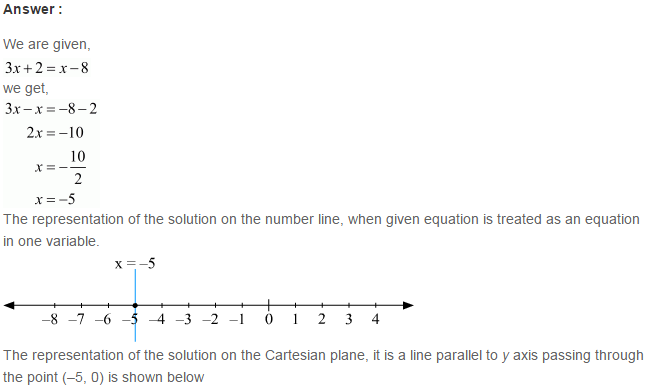 Answer :
We are given,
3x + 2 = x – 8
we get,
3x – x = –8 – 2
2x = –10
x = –10/2
x = –5
The representation of the solution on the number line, when given equation is treated as an equation
in one variable.
x = –5
–8 –7 –6 –5 –4 –3 –2 –1 0 1 2 3 4
The representation of the solution on the Cartesian plane, it is a line parallel to y axis passing through
the point (–5, 0) is shown below